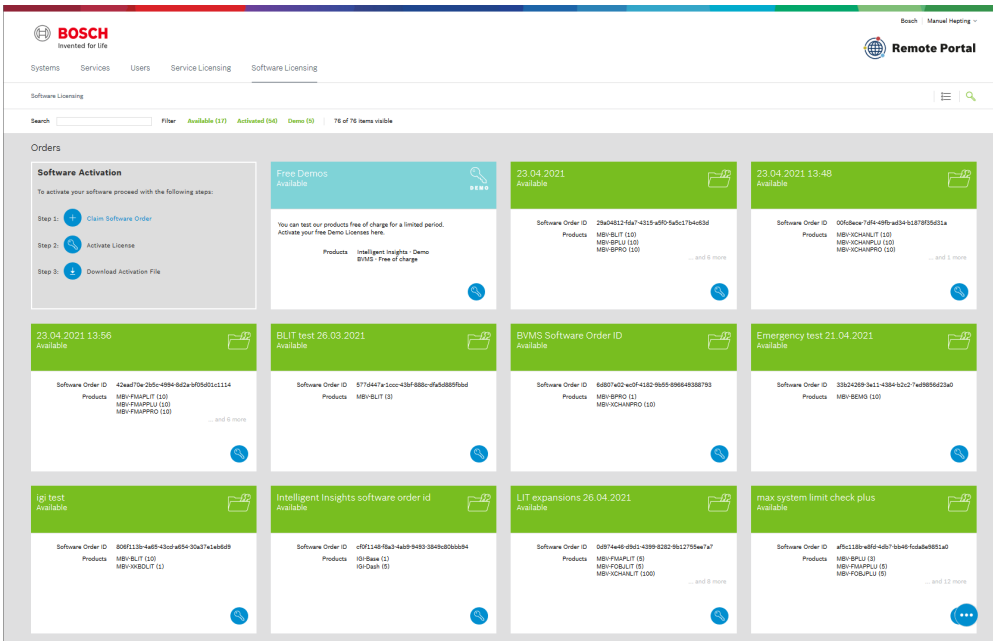 Bosch | Manuel Hepting
BOSCH
Invented for life
Remote Portal
Systems Services Users Service Licensing Software Licensing
Software Licensing
Search Filter Available (17) Activated (54) Demo (5) 76 of 76 items visible
Orders
Software Activation
To activate your software proceed with the following steps:
Step 1: Claim Software Order
Step 2: Activate License
Step 3: Download Activation File
Free Demos
Available
DEMO
You can test our products free of charge for a limited period.
Activate your free Demo Licenses here.
Products Intelligent Insights - Demo
BVMS - Free of charge
23.04.2021
Available
Software Order ID 29a04812-fda7-4315-a5f0-5a5c17b4c63d
Products MBV-BLIT (10)
MBV-BPLU (10)
MBV-BPRO (10)
... and 6 more
23.04.2021 13:48
Available
Software Order ID 00fc8ece-7df4-49fb-ad34-b1878f35d31a
Products MBV-XCHANLIT (10)
MBV-XCHANPLU (10)
MBV-XCHANPRO (10)
... and 1 more
23.04.2021 13:56
Available
Software Order ID 42ead70e-2b5c-4994-8d2a-bf05d01c1114
Products MBV-FMAPLIT (10)
MBV-FMAPPLU (10)
MBV-FMAPPRO (10)
... and 6 more
BLIT test 26.03.2021
Available
Software Order ID 577d447a-1ccc-43bf-888c-dfa5d885fbbd
Products MBV-BLIT (3)
BVMS Software Order ID
Available
Software Order ID 6d807e02-ec0f-4182-9b55-896649388793
Products MBV-BPRO (1)
MBV-XCHANPRO (10)
Emergency test 21.04.2021
Available
Software Order ID 33b24269-3e11-4384-b2c2-7ed9856d23a0
Products MBV-BEMG (10)
igi test
Available
Software Order ID 806f113b-4a65-43cd-a654-30a37e1eb6d9
Products MBV-BLIT (10)
MBV-XKBDLIT (1)
Intelligent Insights software order id
Available
Software Order ID cf0f1148-f8a3-4ab9-9493-3849c80bbb94
Products IGI-Base (1)
IGI-Dash (5)
LIT expansions 26.04.2021
Available
Software Order ID 0d974e46-d9d1-4399-8282-9b12755ee7a7
Products MBV-FMAPLIT (5)
MBV-FOBJLIT (5)
MBV-XCHANLIT (100)
... and 8 more
max system limit check plus
Available
Software Order ID af5c118b-e8fd-4db7-bb46-fcda8e9851a0
Products MBV-BPLU (3)
MBV-FMAPPLU (5)
MBV-FOBJPLU (5)
... and 12 more